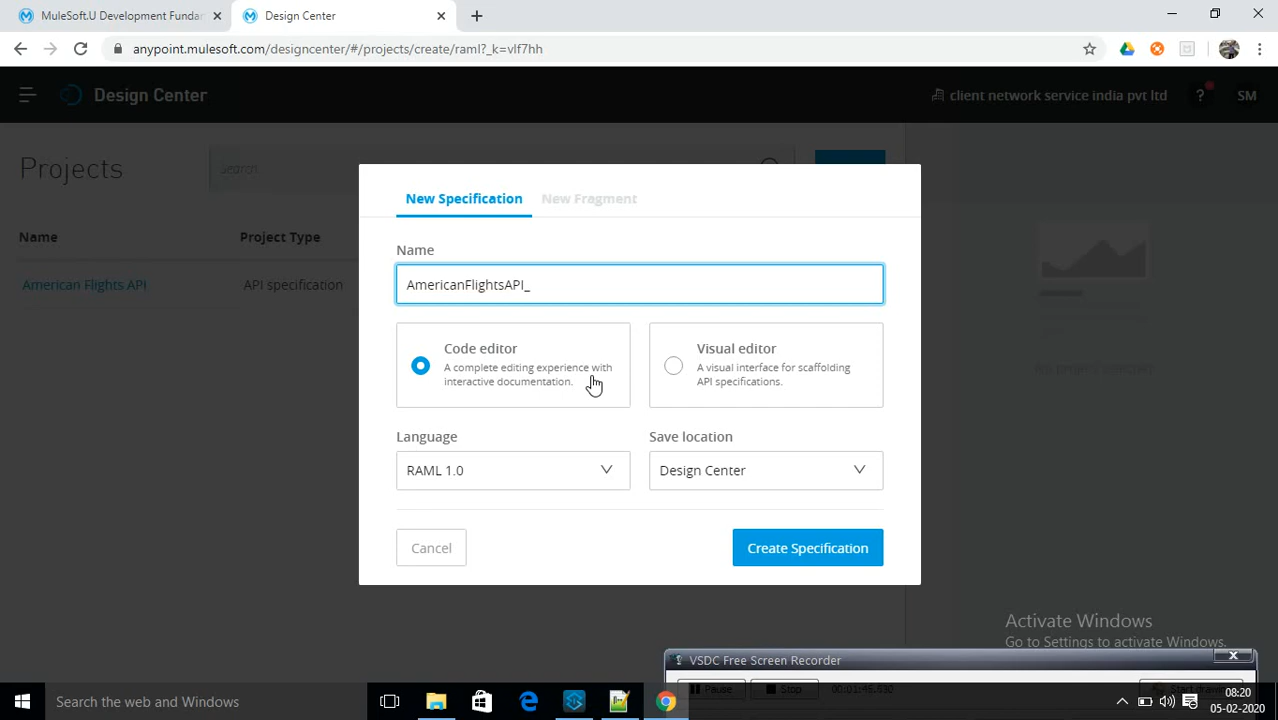 MuleSoft.U Development Fundar
Design Center
anypoint.mulesoft.com/designcenter/#/projects/create/raml?_k=vlf7hh
Design Center
client network service india pvt ltd
?
SM
Projects
Search
Name
Project Type
American Flights API
API specification
New Specification
New Fragment
Name
AmericanFlightsAPI_
Code editor
A complete editing experience with
interactive documentation.
Visual editor
A visual interface for scaffolding
API specifications.
Language
Save location
RAML 1.0
Design Center
Cancel
Create Specification
Activate Windows
Go to Settings to activate Windows.
VSDC Free Screen Recorder
Pause
Stop
Search the web and Windows
08:20
05-02-2020